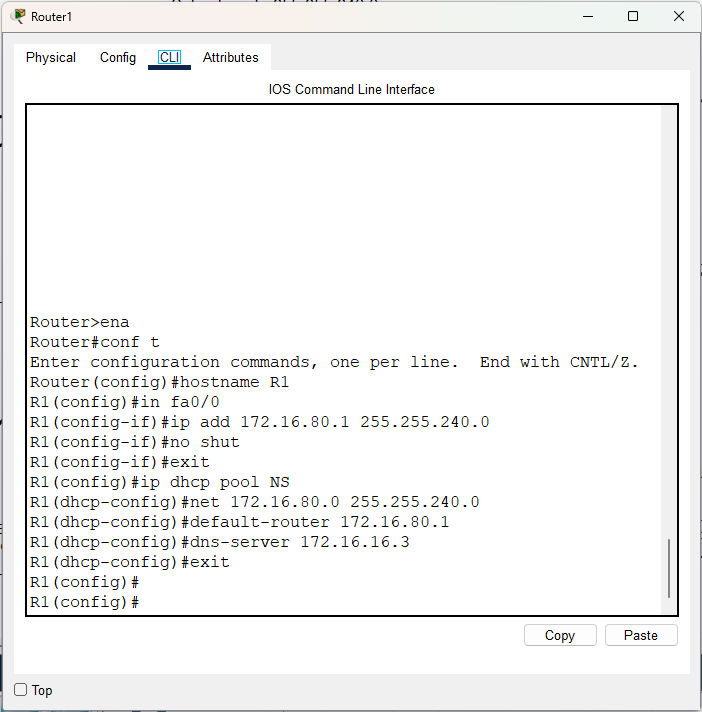 Router1
Physical Config CLI Attributes
IOS Command Line Interface
Router>ena
Router#conf t
Enter configuration commands, one per line.  End with CNTL/Z.
Router(config)#hostname R1
R1(config)#in fa0/0
R1(config-if)#ip add 172.16.80.1 255.255.240.0
R1(config-if)#no shut
R1(config-if)#exit
R1(config)#ip dhcp pool NS
R1(dhcp-config)#net 172.16.80.0 255.255.240.0
R1(dhcp-config)#default-router 172.16.80.1
R1(dhcp-config)#dns-server 172.16.16.3
R1(dhcp-config)#exit
R1(config)#
R1(config)#
Copy Paste
Top